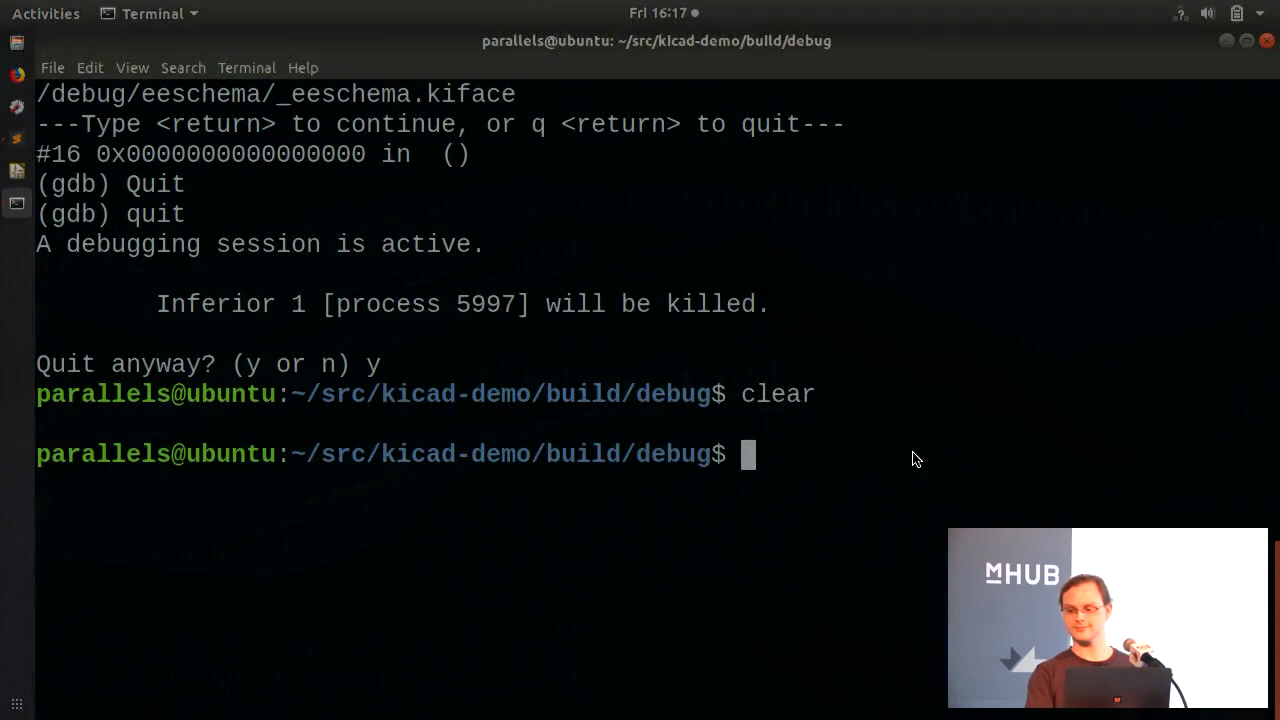 Activities
Terminal
Fri 16:17
parallels@ubuntu: ~/src/kicad-demo/build/debug
File Edit View Search Terminal Help
/debug/eeschema/_eeschema.kiface
---Type <return> to continue, or q <return> to quit---
#16 0x0000000000000000 in  ()
(gdb) Quit
(gdb) quit
A debugging session is active.
Inferior 1 [process 5997] will be killed.
Quit anyway? (y or n) y
parallels@ubuntu:~/src/kicad-demo/build/debug$ clear
parallels@ubuntu:~/src/kicad-demo/build/debug$
MHUB